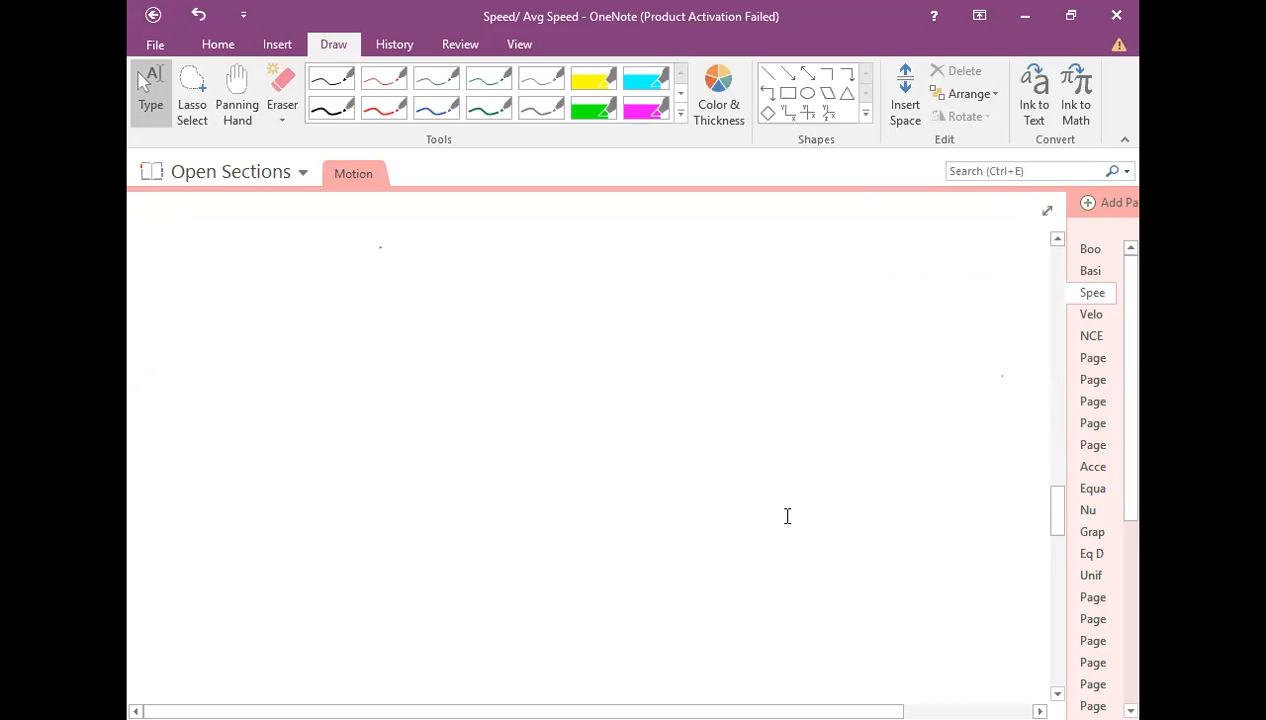 Speed/ Avg Speed - OneNote (Product Activation Failed)
?
File
Home
Insert
Draw
History
Review
View
Type
Lasso
Select
Panning
Hand
Eraser
Color &
Thickness
Insert
Space
Delete
Arrange
Rotate
Ink to
Text
Ink to
Math
Tools
Shapes
Edit
Convert
Open Sections
Motion
Search (Ctrl+E)
Add Pa
Boo
Basi
Spee
Velo
NCE
Page
Page
Page
Page
Page
Acce
Equa
Nu
Grap
Eq D
Unif
Page
Page
Page
Page
Page
Page